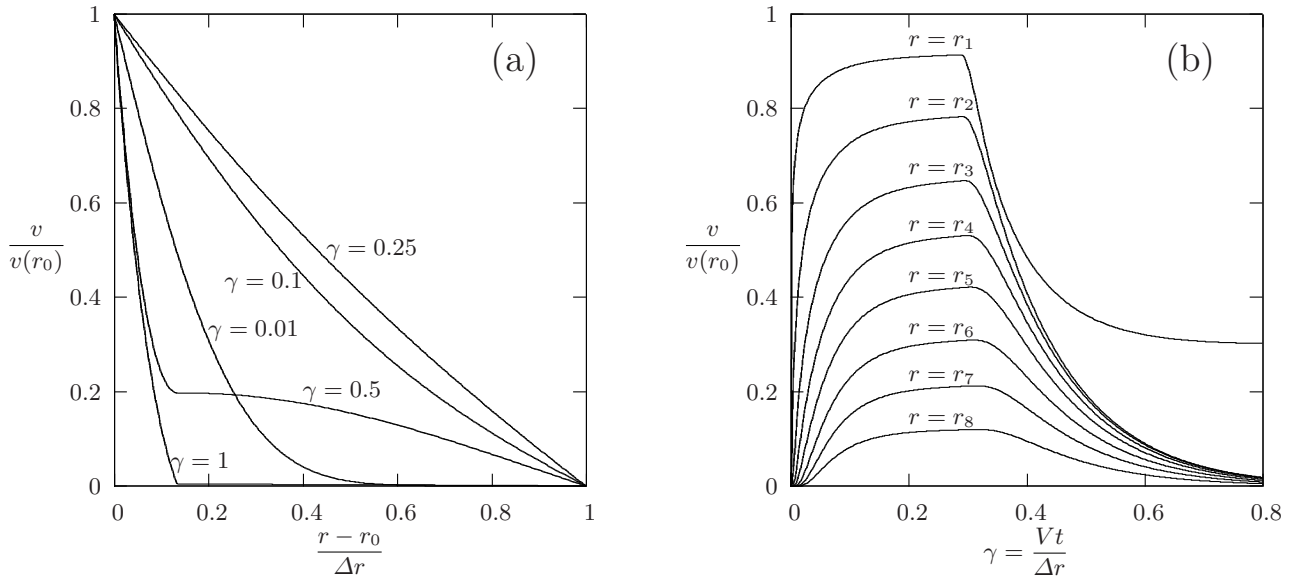 (a)
1
0.8
0.6
0.4
0.2
0
v
v(r₀)
γ = 0.25
γ = 0.1
γ = 0.01
γ = 0.5
γ = 1
0 0.2 0.4 0.6 0.8 1
r − r₀
Δr
(b)
1
0.8
0.6
0.4
0.2
0
v
v(r₀)
r = r₁
r = r₂
r = r₃
r = r₄
r = r₅
r = r₆
r = r₇
r = r₈
0 0.2 0.4 0.6 0.8
γ = Vt
Δr